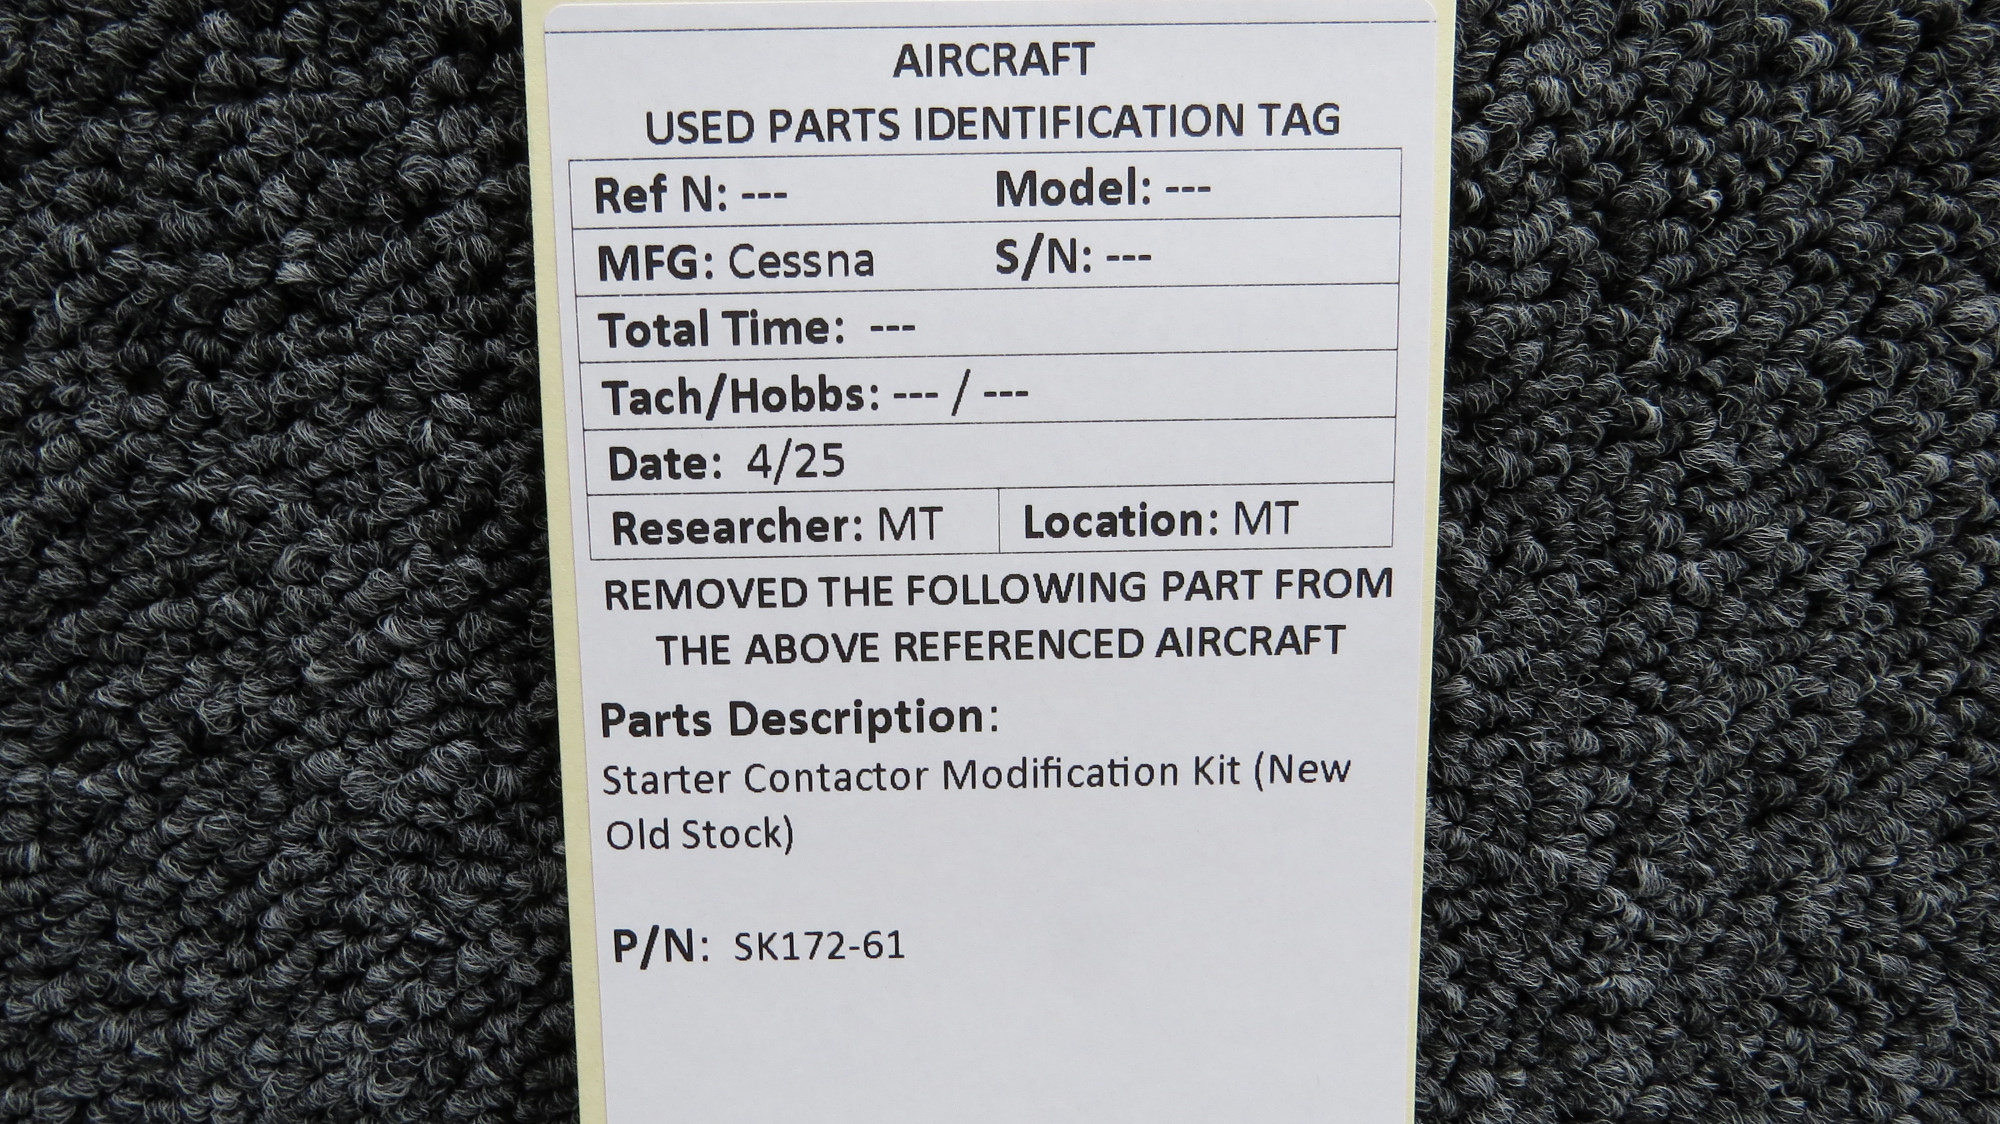 AIRCRAFT
USED PARTS IDENTIFICATION TAG
Ref N: --- Model: ---
MFG: Cessna S/N: ---
Total Time: ---
Tach/Hobbs: --- / ---
Date: 4/25
Researcher: MT Location: MT
REMOVED THE FOLLOWING PART FROM
THE ABOVE REFERENCED AIRCRAFT
Parts Description:
Starter Contactor Modification Kit (New
Old Stock)
P/N: SK172-61